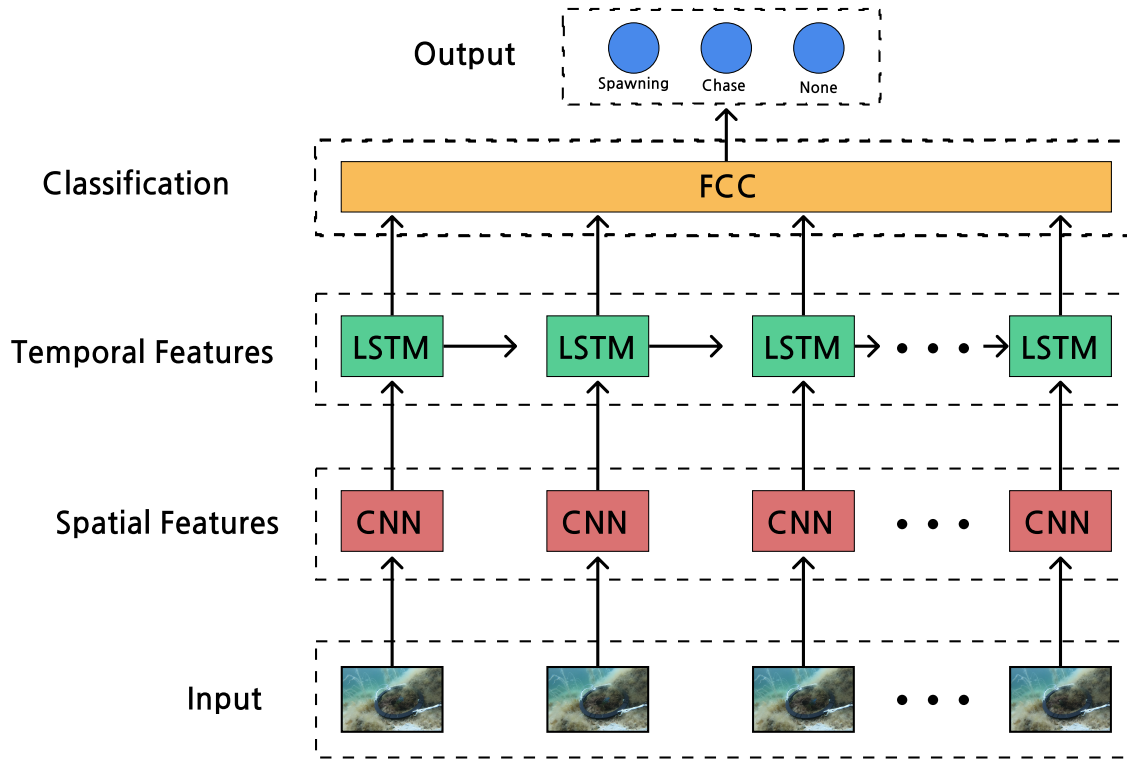 Output
Spawning Chase None
Classification
FCC
Temporal Features
LSTM LSTM LSTM LSTM
Spatial Features
CNN CNN CNN CNN
Input